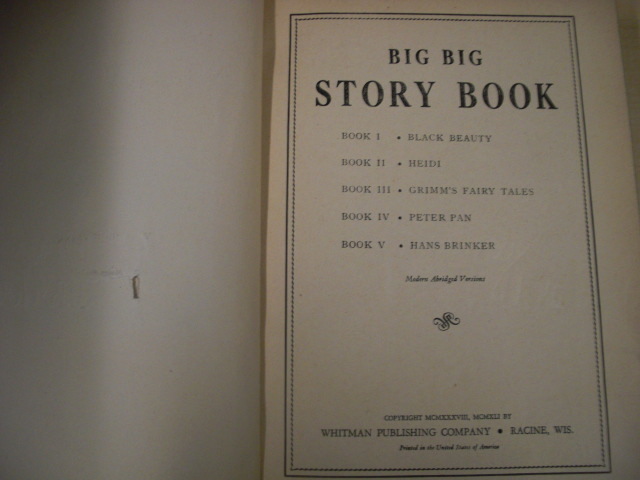 BIG BIG
STORY BOOK
BOOK I • BLACK BEAUTY
BOOK II • HEIDI
BOOK III • GRIMM'S FAIRY TALES
BOOK IV • PETER PAN
BOOK V • HANS BRINKER
Modern Abridged Versions
COPYRIGHT MCMXXXVIII, MCMXLI BY
WHITMAN PUBLISHING COMPANY • RACINE, WIS.
Printed in the United States of America